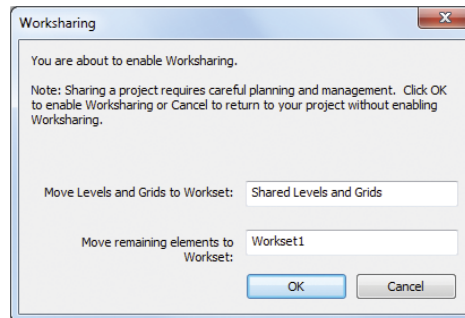 Worksharing
You are about to enable Worksharing.
Note: Sharing a project requires careful planning and management. Click OK
to enable Worksharing or Cancel to return to your project without enabling
Worksharing.
Move Levels and Grids to Workset: Shared Levels and Grids
Move remaining elements to Workset1
Workset:
OK Cancel